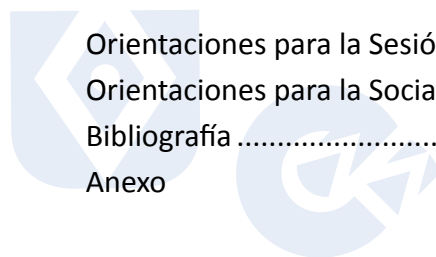 Orientaciones para la Sesió
Orientaciones para la Socia
Bibliografía ........................
Anexo